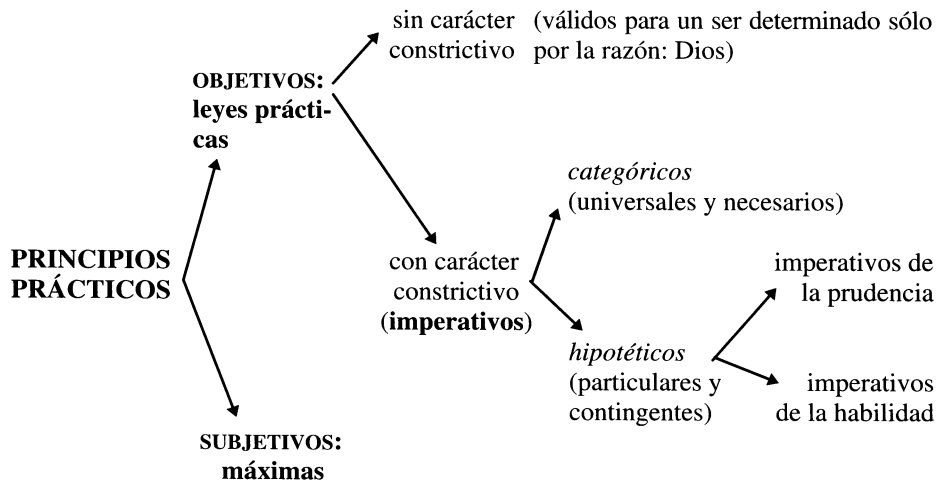 sin carácter (válidos para un ser determinado sólo
constrictivo por la razón: Dios)
OBJETIVOS:
leyes prácti-
cas
categóricos
(universales y necesarios)
PRINCIPIOS
PRÁCTICOS
con carácter
constrictivo
(imperativos)
imperativos de
la prudencia
hipotéticos
(particulares y
contingentes)
imperativos
de la habilidad
SUBJETIVOS:
máximas